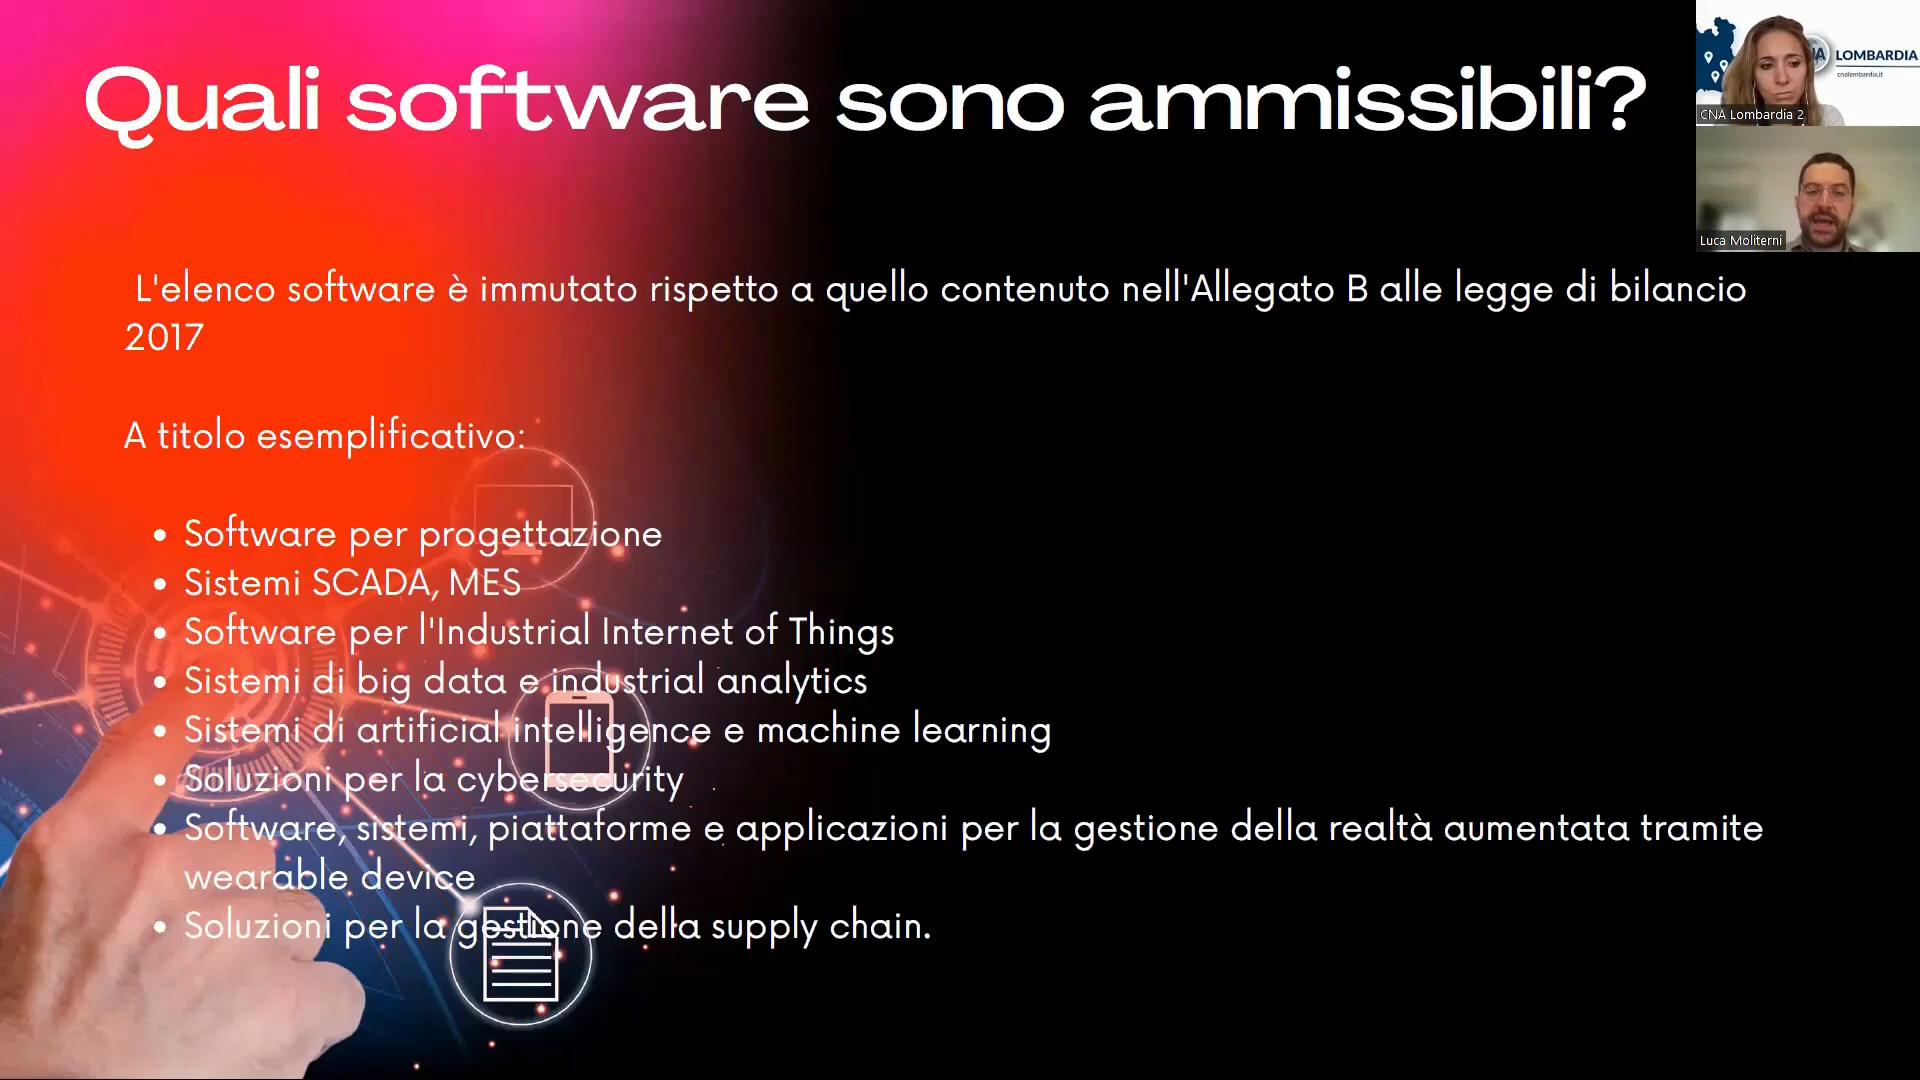 Quali software sono ammissibili?
LOMBARDIA
cnalombardia.it
CNA Lombardia 2
Luca Moliterni
L'elenco software è immutato rispetto a quello contenuto nell'Allegato B alle legge di bilancio
2017
A titolo esemplificativo:
• Software per progettazione
• Sistemi SCADA, MES
• Software per l'Industrial Internet of Things
• Sistemi di big data e industrial analytics
• Sistemi di artificial intelligence e machine learning
• Soluzioni per la cybersecurity
• Software, sistemi, piattaforme e applicazioni per la gestione della realtà aumentata tramite
wearable device
• Soluzioni per la gestione della supply chain.